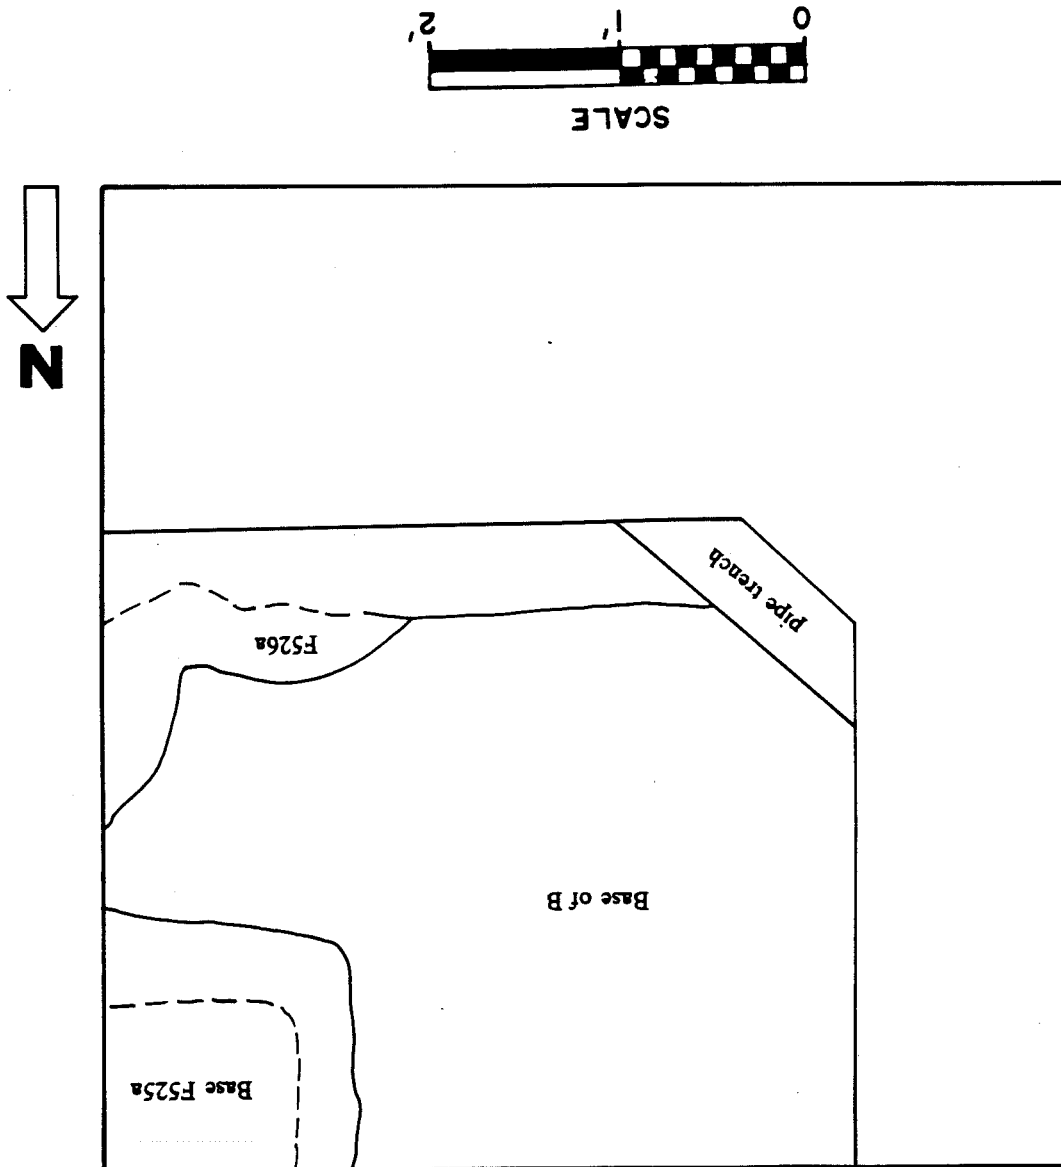 Base F525a
Base of B
F526a
pipe trench
N
SCALE
0 1' 2'